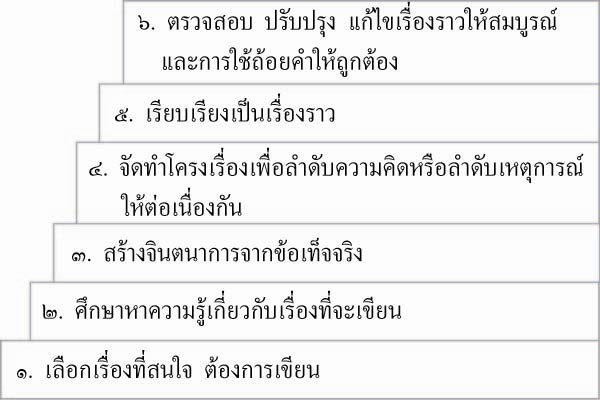 ๖. ตรวจสอบ ปรับปรุง แก้ไขเรื่องราวให้สมบูรณ์
และการใช้ถ้อยคำให้ถูกต้อง
๕. เรียบเรียงเป็นเรื่องราว
๔. จัดทำโครงเรื่องเพื่อลำดับความคิดหรือลำดับเหตุการณ์
ให้ต่อเนื่องกัน
๓. สร้างจินตนาการจากข้อเท็จจริง
๒. ศึกษาหาความรู้เกี่ยวกับเรื่องที่จะเขียน
๑. เลือกเรื่องที่สนใจ ต้องการเขียน